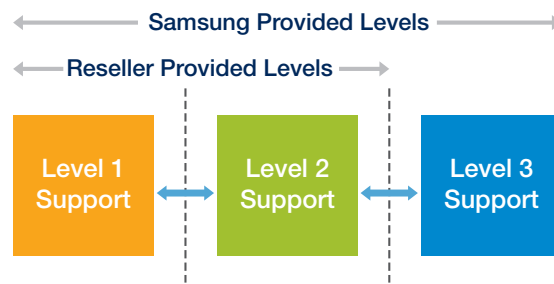 Samsung Provided Levels
Reseller Provided Levels
Level 1
Support
Level 2
Support
Level 3
Support